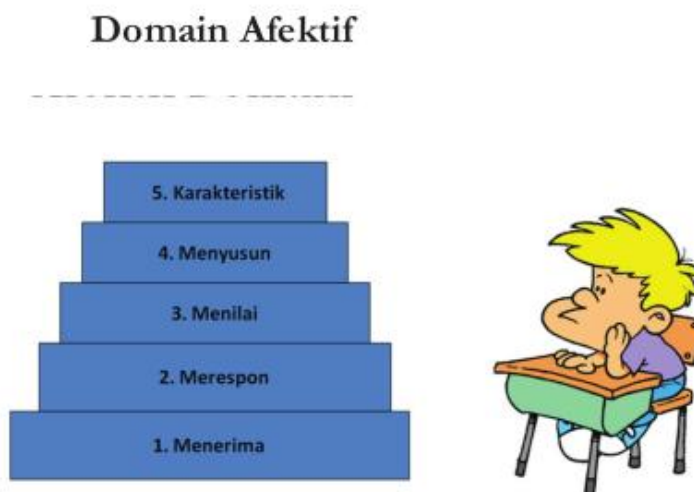 Domain Afektif
5. Karakteristik
4. Menyusun
3. Menilai
2. Merespon
1. Menerima